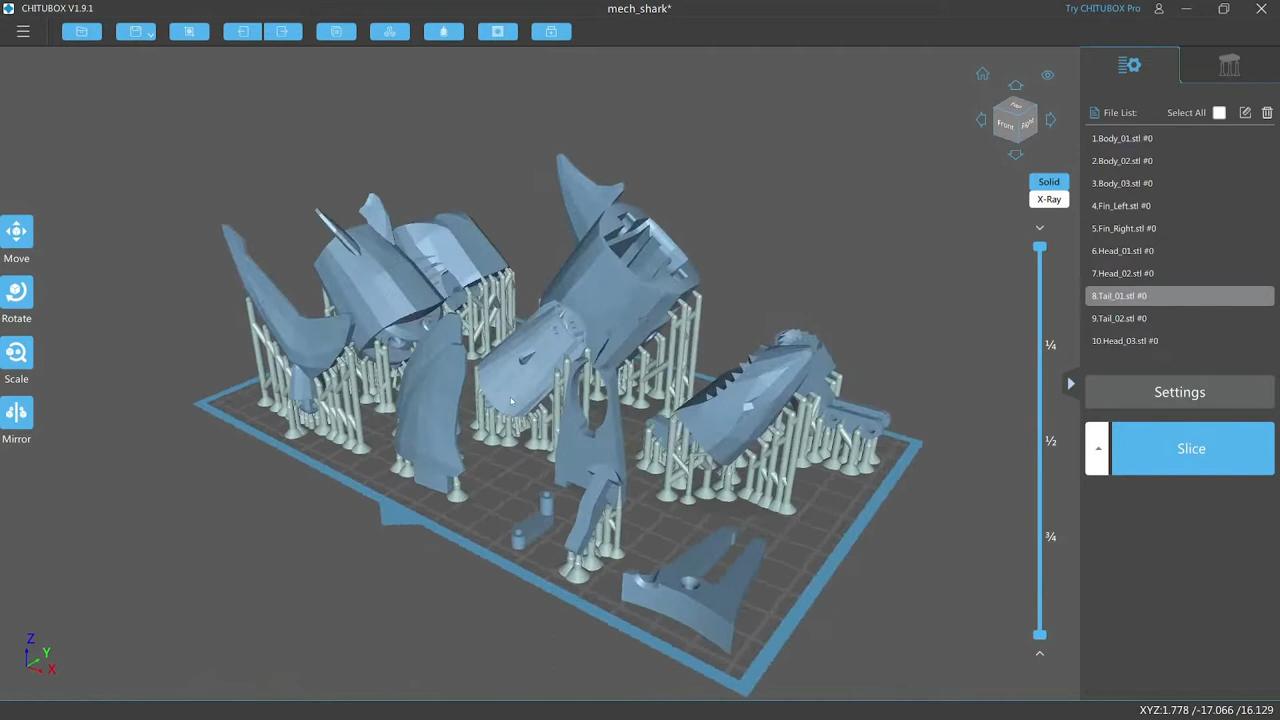 CHITUBOX V1.9.1
mech_shark*
Try CHITUBOX Pro
File List:
Select All
1.Body_01.stl #0
2.Body_02.stl #0
3.Body_03.stl #0
4.Fin_Left.stl #0
5.Fin_Right.stl #0
6.Head_01.stl #0
7.Head_02.stl #0
8.Tail_01.stl #0
9.Tail_02.stl #0
10.Head_03.stl #0
Settings
Slice
Front
Right
Solid
X-Ray
¼
½
¾
Move
Rotate
Scale
Mirror
Z
Y
X
XYZ:1.778 /-17.066 /16.129